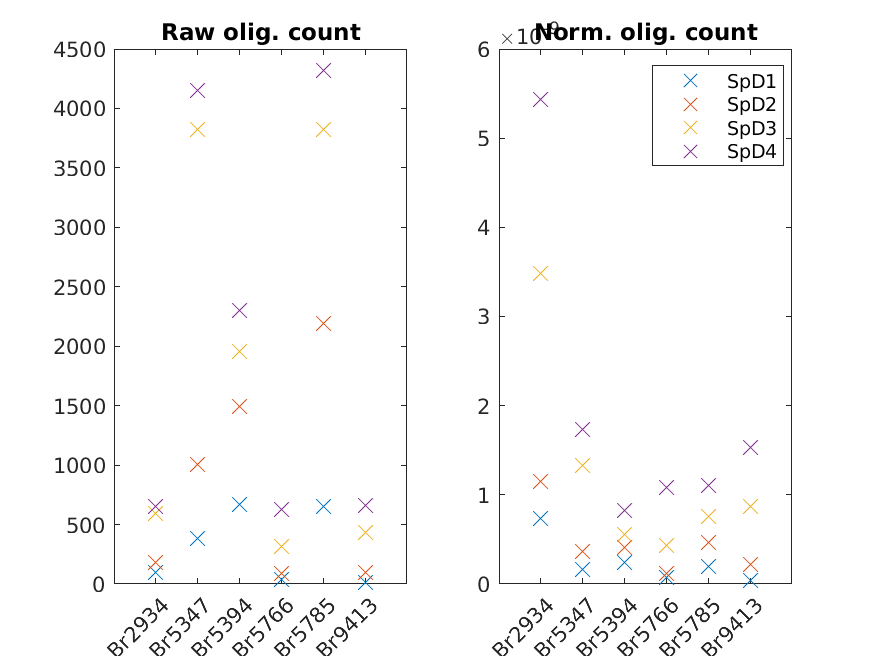 Raw olig. count
4500
4000
3500
3000
2500
2000
1500
1000
500
0
Br2934
Br5347
Br5394
Br5766
Br5785
Br9413
Norm. olig. count
×10⁻⁹
6
5
4
3
2
1
0
SpD1
SpD2
SpD3
SpD4
Br2934
Br5347
Br5394
Br5766
Br5785
Br9413